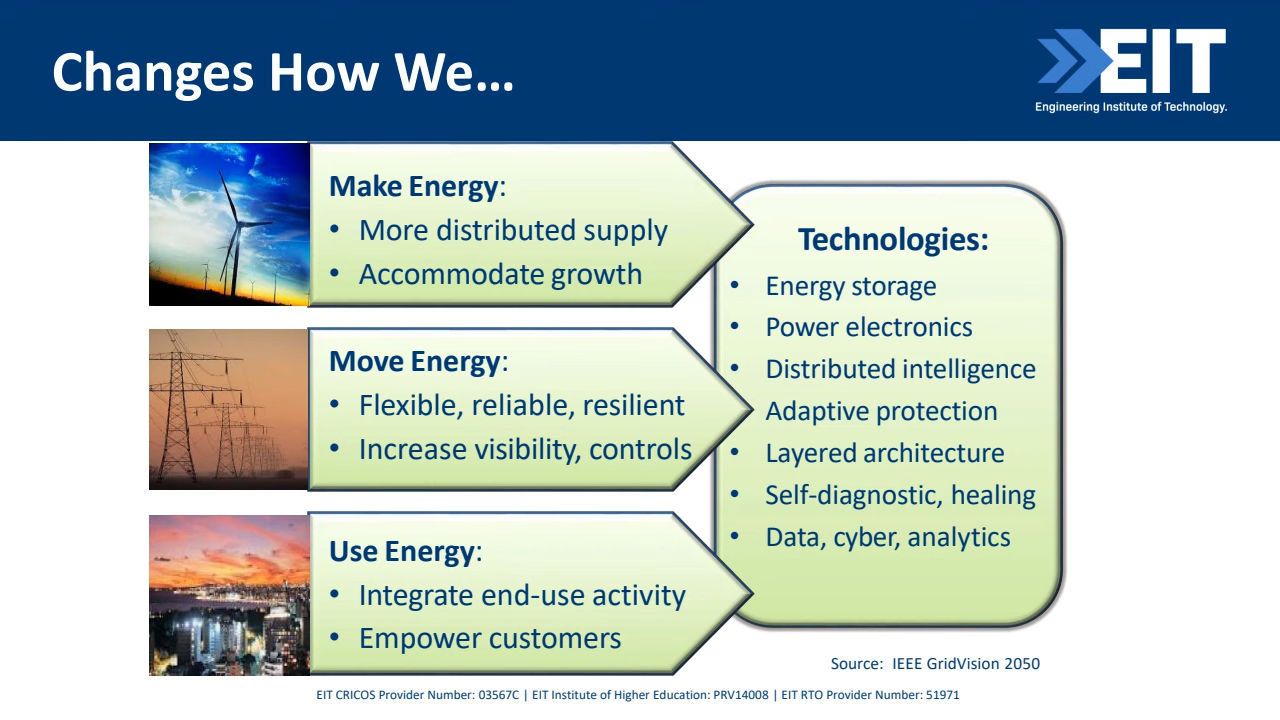 Changes How We…
EIT
Engineering Institute of Technology.
Make Energy:
• More distributed supply
• Accommodate growth
Move Energy:
• Flexible, reliable, resilient
• Increase visibility, controls
Use Energy:
• Integrate end-use activity
• Empower customers
Technologies:
• Energy storage
• Power electronics
• Distributed intelligence
Adaptive protection
• Layered architecture
• Self-diagnostic, healing
• Data, cyber, analytics
Source: IEEE GridVision 2050
EIT CRICOS Provider Number: 03567C | EIT Institute of Higher Education: PRV14008 | EIT RTO Provider Number: 51971